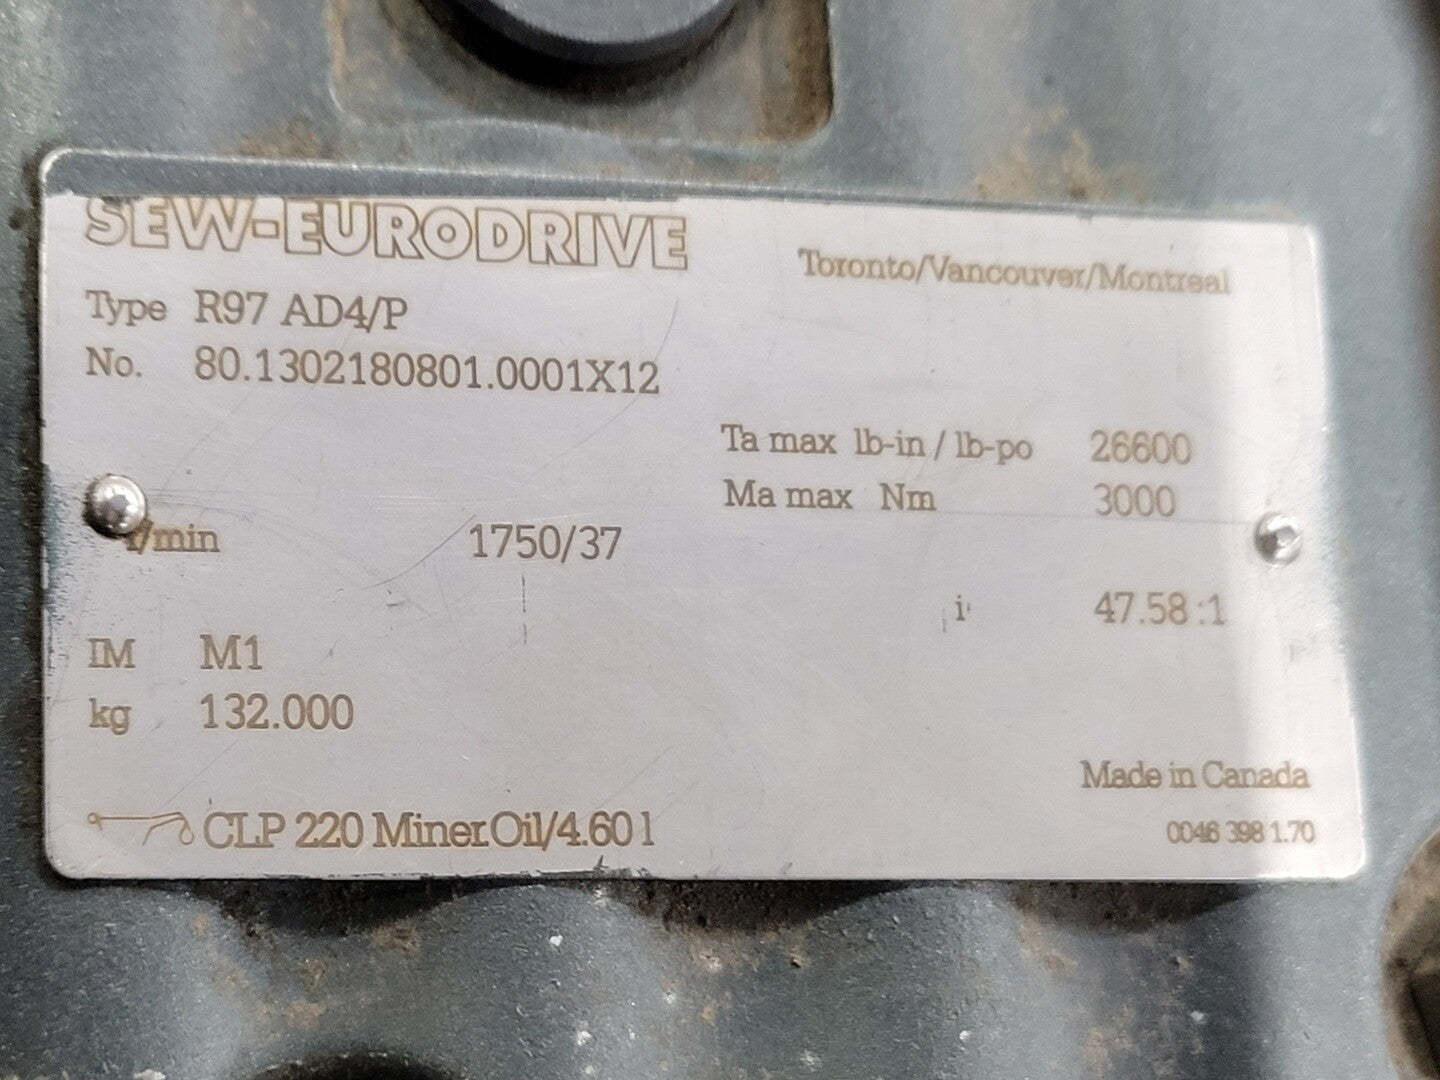 SEW-EURODRIVE
Toronto/Vancouver/Montreal
Type R97 AD4/P
No. 80.1302180801.0001X12
Ta max lb-in / lb-po 26600
Ma max Nm 3000
r/min 1750/37
i 47.58 :1
IM M1
kg 132.000
Made in Canada
CLP 220 Miner.Oil/4.60 l
0046 398 1.70